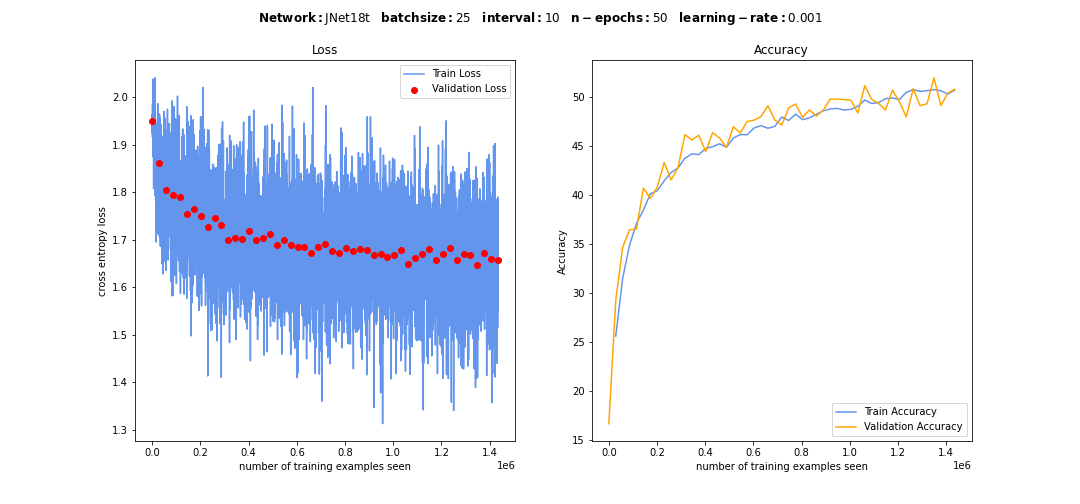 Network: JNet18t batchsize: 25 interval: 10 n−epochs: 50 learning−rate: 0.001
Loss
Train Loss
Validation Loss
cross entropy loss
2.0
1.9
1.8
1.7
1.6
1.5
1.4
1.3
0.0 0.2 0.4 0.6 0.8 1.0 1.2 1.4
1e6
number of training examples seen
Accuracy
Accuracy
50
45
40
35
30
25
20
15
Train Accuracy
Validation Accuracy
0.0 0.2 0.4 0.6 0.8 1.0 1.2 1.4
1e6
number of training examples seen